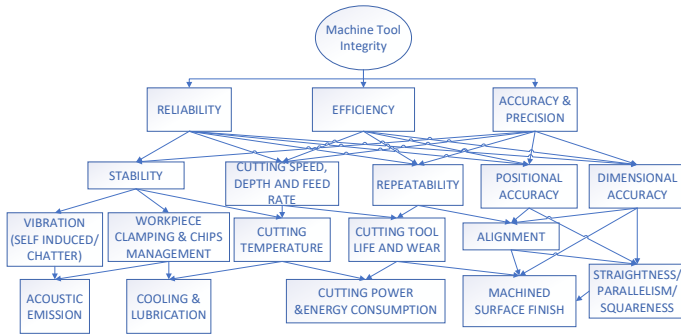 Machine Tool
Integrity
RELIABILITY
EFFICIENCY
ACCURACY &
PRECISION
STABILITY
CUTTING SPEED,
DEPTH AND FEED
RATE
REPEATABILITY
POSITIONAL
ACCURACY
DIMENSIONAL
ACCURACY
VIBRATION
(SELF INDUCED/
CHATTER)
WORKPIECE
CLAMPING & CHIPS
MANAGEMENT
CUTTING
TEMPERATURE
CUTTING TOOL
LIFE AND WEAR
ALIGNMENT
STRAIGHTNESS/
PARALLELISM/
SQUARENESS
ACOUSTIC
EMISSION
COOLING &
LUBRICATION
CUTTING POWER
&ENERGY CONSUMPTION
MACHINED
SURFACE FINISH